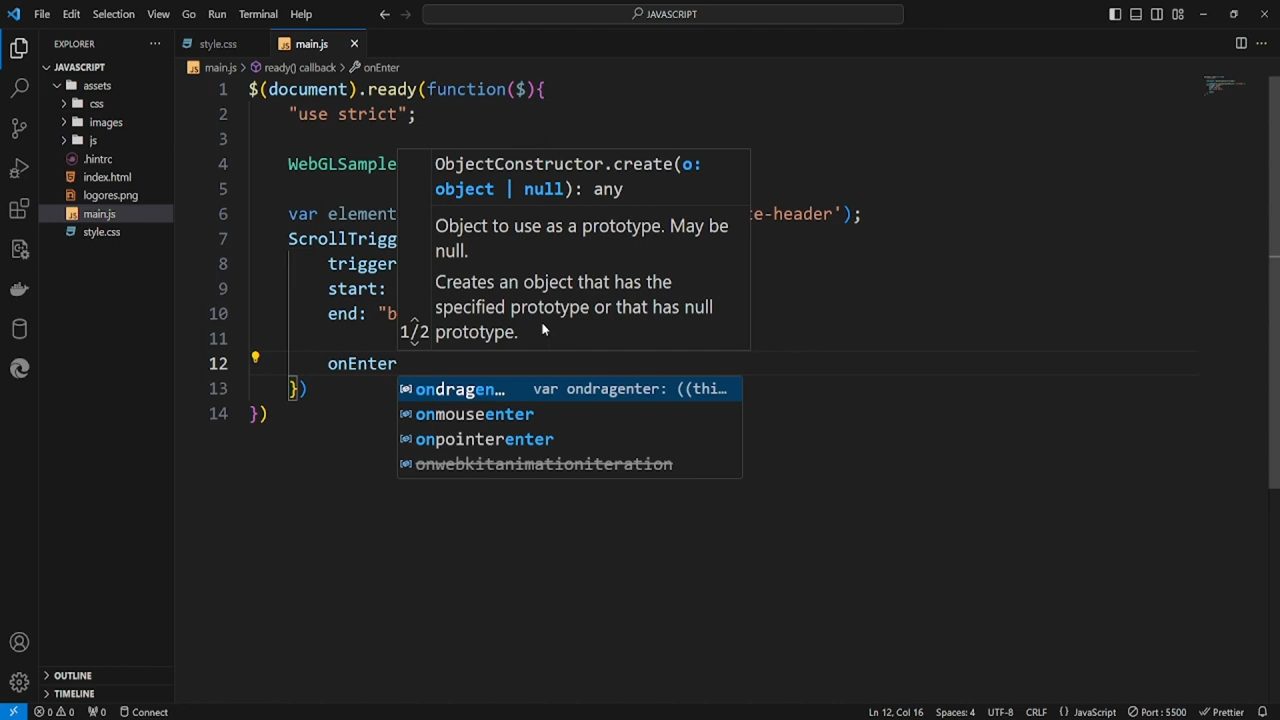 File Edit Selection View Go Run Terminal Help
JAVASCRIPT
EXPLORER
style.css
main.js
JAVASCRIPT
main.js > ready() callback > onEnter
assets
css
images
js
.hintrc
index.html
logores.png
main.js
style.css
1 $(document).ready(function($){
2 "use strict";
3
4 WebGLSample
5
6 var element te-header');
7 ScrollTrigg
8 trigger
9 start:
10 end: "b
11
12 onEnter
13 })
14 })
ObjectConstructor.create(o:
object | null): any
Object to use as a prototype. May be
null.
Creates an object that has the
specified prototype or that has null
1/2 prototype.
ondragen… var ondragenter: ((thi…
onmouseenter
onpointerenter
onwebkitanimationiteration
OUTLINE
TIMELINE
0 0 0 Connect Ln 12, Col 16 Spaces: 4 UTF-8 CRLF {} JavaScript Port : 5500 Prettier